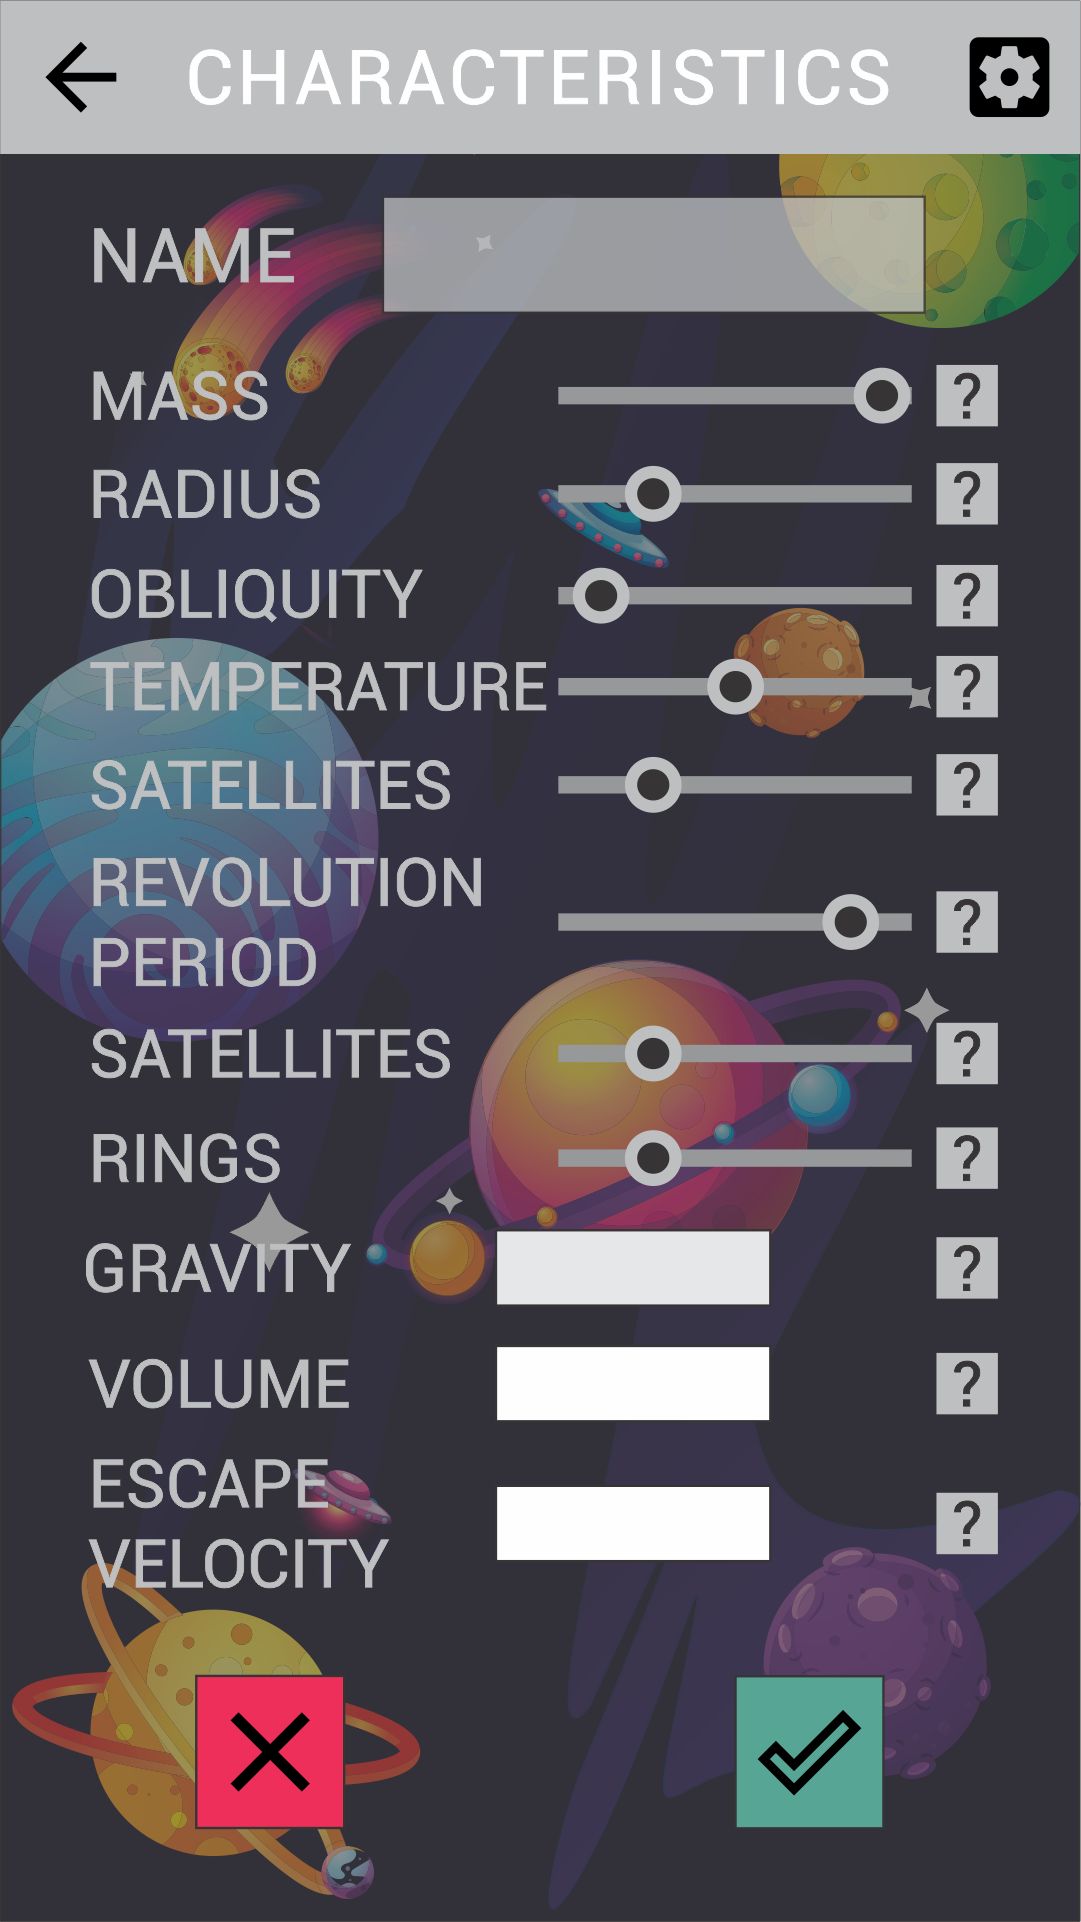 CHARACTERISTICS
NAME
MASS ?
RADIUS ?
OBLIQUITY ?
TEMPERATURE ?
SATELLITES ?
REVOLUTION
PERIOD ?
SATELLITES ?
RINGS ?
GRAVITY ?
VOLUME ?
ESCAPE
VELOCITY ?